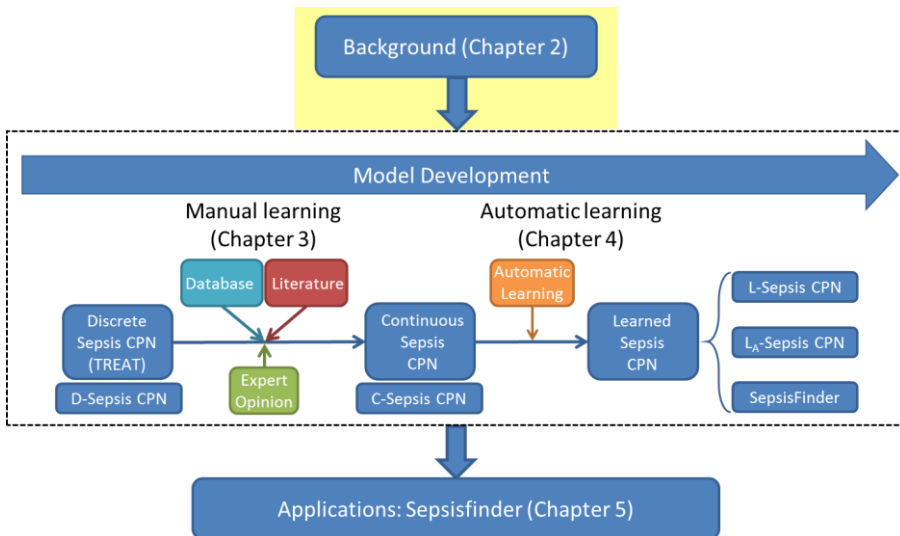 Background (Chapter 2)
Model Development
Manual learning
(Chapter 3)
Automatic learning
(Chapter 4)
Database
Literature
Automatic
Learning
Discrete
Sepsis CPN
(TREAT)
Continuous
Sepsis
CPN
Learned
Sepsis
CPN
L-Sepsis CPN
L_A-Sepsis CPN
SepsisFinder
D-Sepsis CPN
Expert
Opinion
C-Sepsis CPN
Applications: Sepsisfinder (Chapter 5)